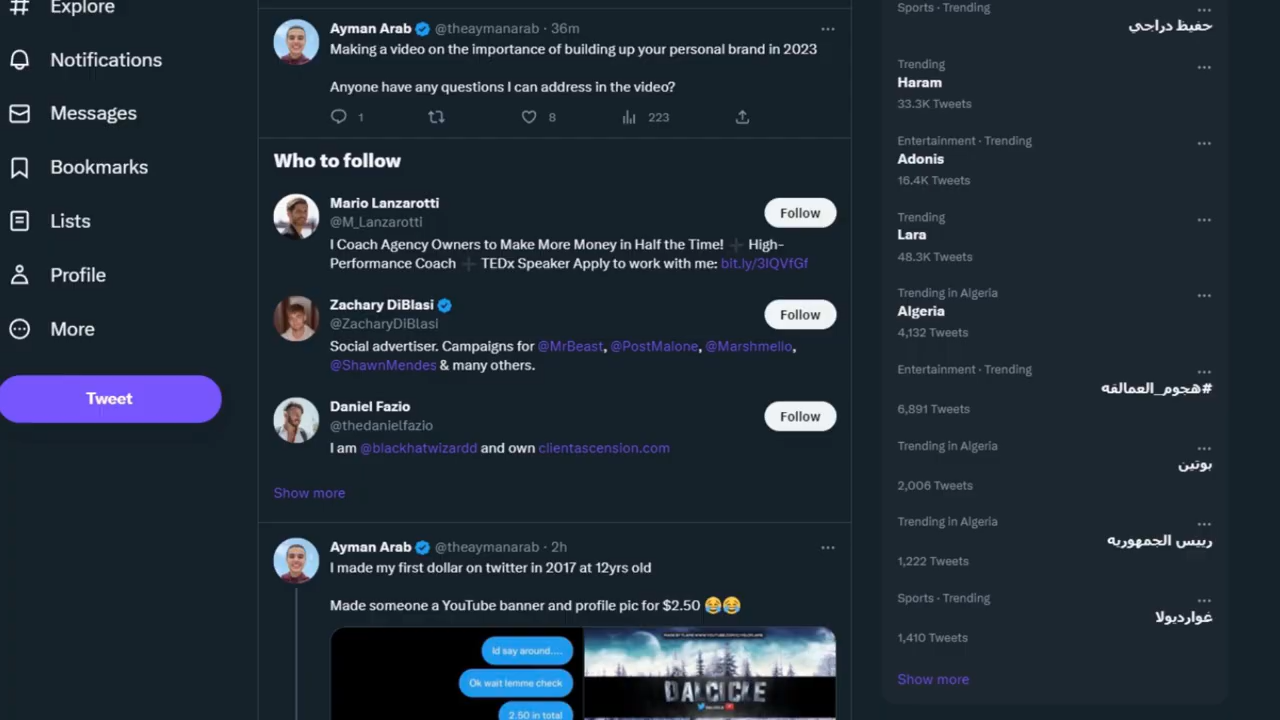 Explore
Notifications
Messages
Bookmarks
Lists
Profile
More
Tweet
Ayman Arab @theaymanarab · 36m
Making a video on the importance of building up your personal brand in 2023
Anyone have any questions I can address in the video?
1 8 223
Who to follow
Mario Lanzarotti
@M_Lanzarotti
Follow
I Coach Agency Owners to Make More Money in Half the Time! ➕ High-
Performance Coach ➕ TEDx Speaker Apply to work with me: bit.ly/3IQVfGf
Zachary DiBlasi
@ZacharyDiBlasi
Follow
Social advertiser. Campaigns for @MrBeast, @PostMalone, @Marshmello,
@ShawnMendes & many others.
Daniel Fazio
@thedanielfazio
Follow
I am @blackhatwizardd and own clientascension.com
Show more
Ayman Arab @theaymanarab · 2h
I made my first dollar on twitter in 2017 at 12yrs old
Made someone a YouTube banner and profile pic for $2.50 😂😂
Id say around....
Ok wait lemme check
2.50 in total
DALCICLE
Sports · Trending
حفيظ دراجي
Trending
Haram
33.3K Tweets
Entertainment · Trending
Adonis
16.4K Tweets
Trending
Lara
48.3K Tweets
Trending in Algeria
Algeria
4,132 Tweets
Entertainment · Trending
#هجوم_العمالقه
6,891 Tweets
Trending in Algeria
بوتين
2,006 Tweets
Trending in Algeria
رييس الجمهوريه
1,222 Tweets
Sports · Trending
غوارديولا
1,410 Tweets
Show more